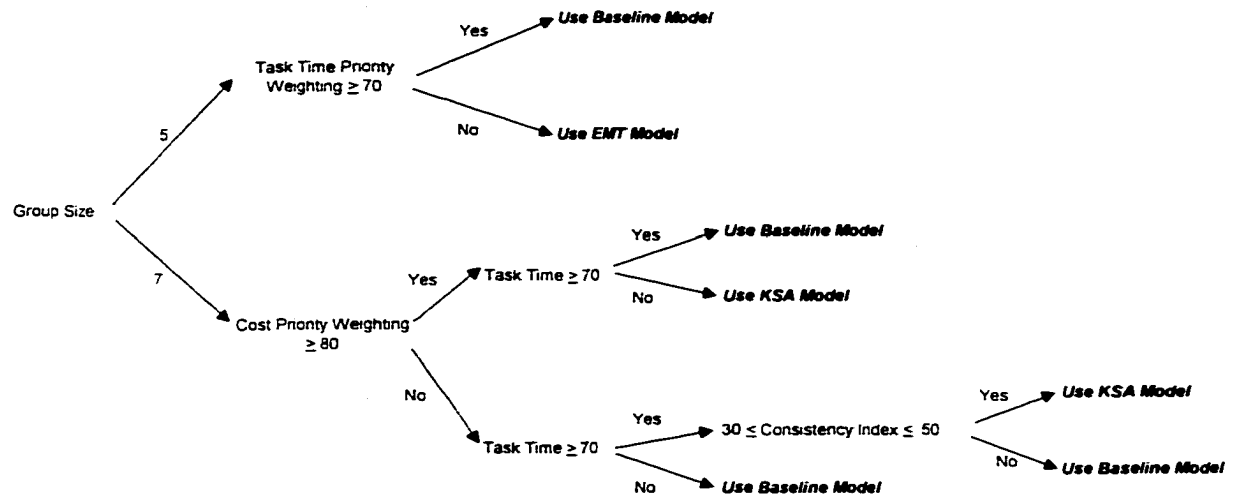 Use Baseline Model
Yes
Task Time Priority
Weighting ≥ 70
No
Use EMT Model
5
Group Size
7
Yes
Use Baseline Model
Yes
Task Time ≥ 70
No
Use KSA Model
Cost Priority Weighting
≥ 80
No
Yes
Use KSA Model
Yes
30 ≤ Consistency Index ≤ 50
Task Time ≥ 70
No
Use Baseline Model
No
Use Baseline Model